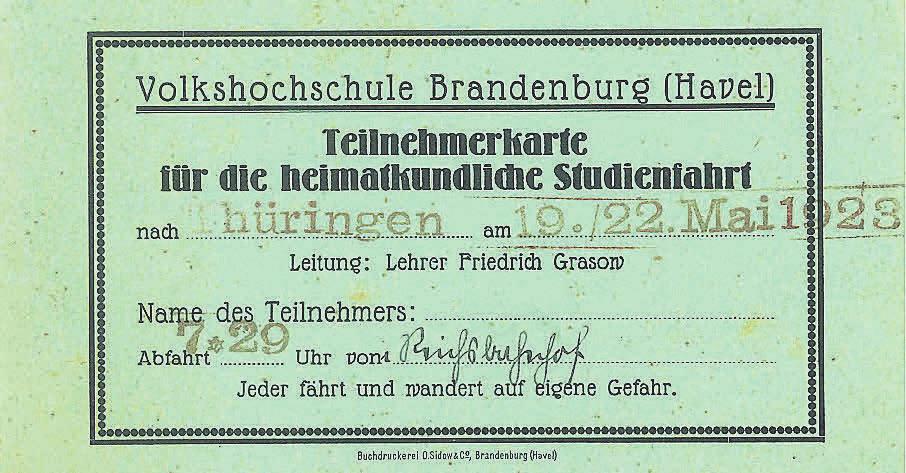 Volkshochschule Brandenburg (Havel)
Teilnehmerkarte
für die heimatkundliche Studienfahrt
nach Thüringen am 19./22. Mai 1923
Leitung: Lehrer Friedrich Grasow
Name des Teilnehmers:
Abfahrt 7.29 Uhr vom Reichsbahnhof
Jeder fährt und wandert auf eigene Gefahr.
Buchdruckerei O. Sidow & Co, Brandenburg (Havel)